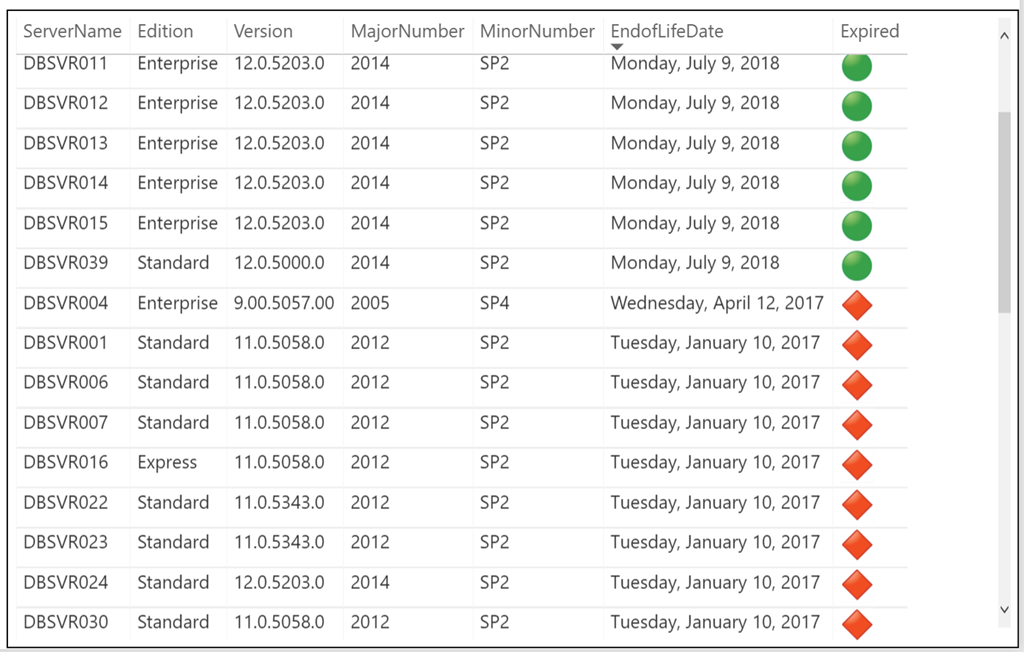 ServerName Edition Version MajorNumber MinorNumber EndofLifeDate Expired
DBSVR011 Enterprise 12.0.5203.0 2014 SP2 Monday, July 9, 2018
DBSVR012 Enterprise 12.0.5203.0 2014 SP2 Monday, July 9, 2018
DBSVR013 Enterprise 12.0.5203.0 2014 SP2 Monday, July 9, 2018
DBSVR014 Enterprise 12.0.5203.0 2014 SP2 Monday, July 9, 2018
DBSVR015 Enterprise 12.0.5203.0 2014 SP2 Monday, July 9, 2018
DBSVR039 Standard 12.0.5000.0 2014 SP2 Monday, July 9, 2018
DBSVR004 Enterprise 9.00.5057.00 2005 SP4 Wednesday, April 12, 2017
DBSVR001 Standard 11.0.5058.0 2012 SP2 Tuesday, January 10, 2017
DBSVR006 Standard 11.0.5058.0 2012 SP2 Tuesday, January 10, 2017
DBSVR007 Standard 11.0.5058.0 2012 SP2 Tuesday, January 10, 2017
DBSVR016 Express 11.0.5058.0 2012 SP2 Tuesday, January 10, 2017
DBSVR022 Standard 11.0.5343.0 2012 SP2 Tuesday, January 10, 2017
DBSVR023 Standard 11.0.5343.0 2012 SP2 Tuesday, January 10, 2017
DBSVR024 Standard 12.0.5203.0 2014 SP2 Tuesday, January 10, 2017
DBSVR030 Standard 11.0.5058.0 2012 SP2 Tuesday, January 10, 2017